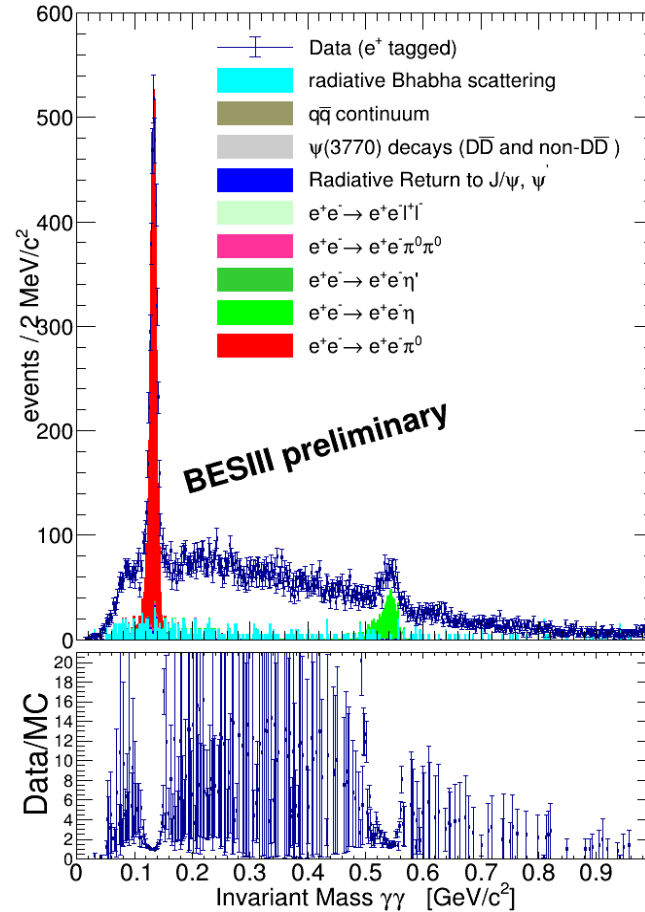 600
500
400
300
200
100
0
events / 2 MeV/c²
Data (e⁺ tagged)
radiative Bhabha scattering
qq̅ continuum
ψ(3770) decays (DD̅ and non-DD̅ )
Radiative Return to J/ψ, ψ'
e⁺e⁻→ e⁺e⁻l⁺l⁻
e⁺e⁻→ e⁺e⁻π⁰π⁰
e⁺e⁻→ e⁺e⁻η'
e⁺e⁻→ e⁺e⁻η
e⁺e⁻→ e⁺e⁻π⁰
BESIII preliminary
20
18
16
14
12
10
8
6
4
2
0
Data/MC
0 0.1 0.2 0.3 0.4 0.5 0.6 0.7 0.8 0.9
Invariant Mass γγ [GeV/c²]